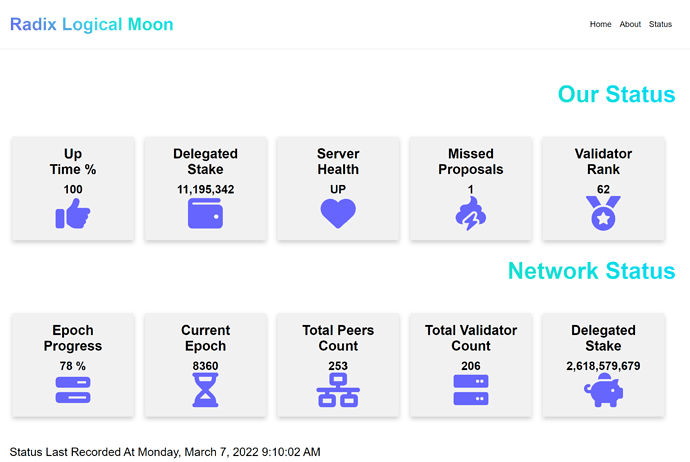 Radix Logical Moon
Home About Status
Our Status
Up
Time %
100
Delegated
Stake
11,195,342
Server
Health
UP
Missed
Proposals
1
Validator
Rank
62
Network Status
Epoch
Progress
78 %
Current
Epoch
8360
Total Peers
Count
253
Total Validator
Count
206
Delegated
Stake
2,618,579,679
Status Last Recorded At Monday, March 7, 2022 9:10:02 AM